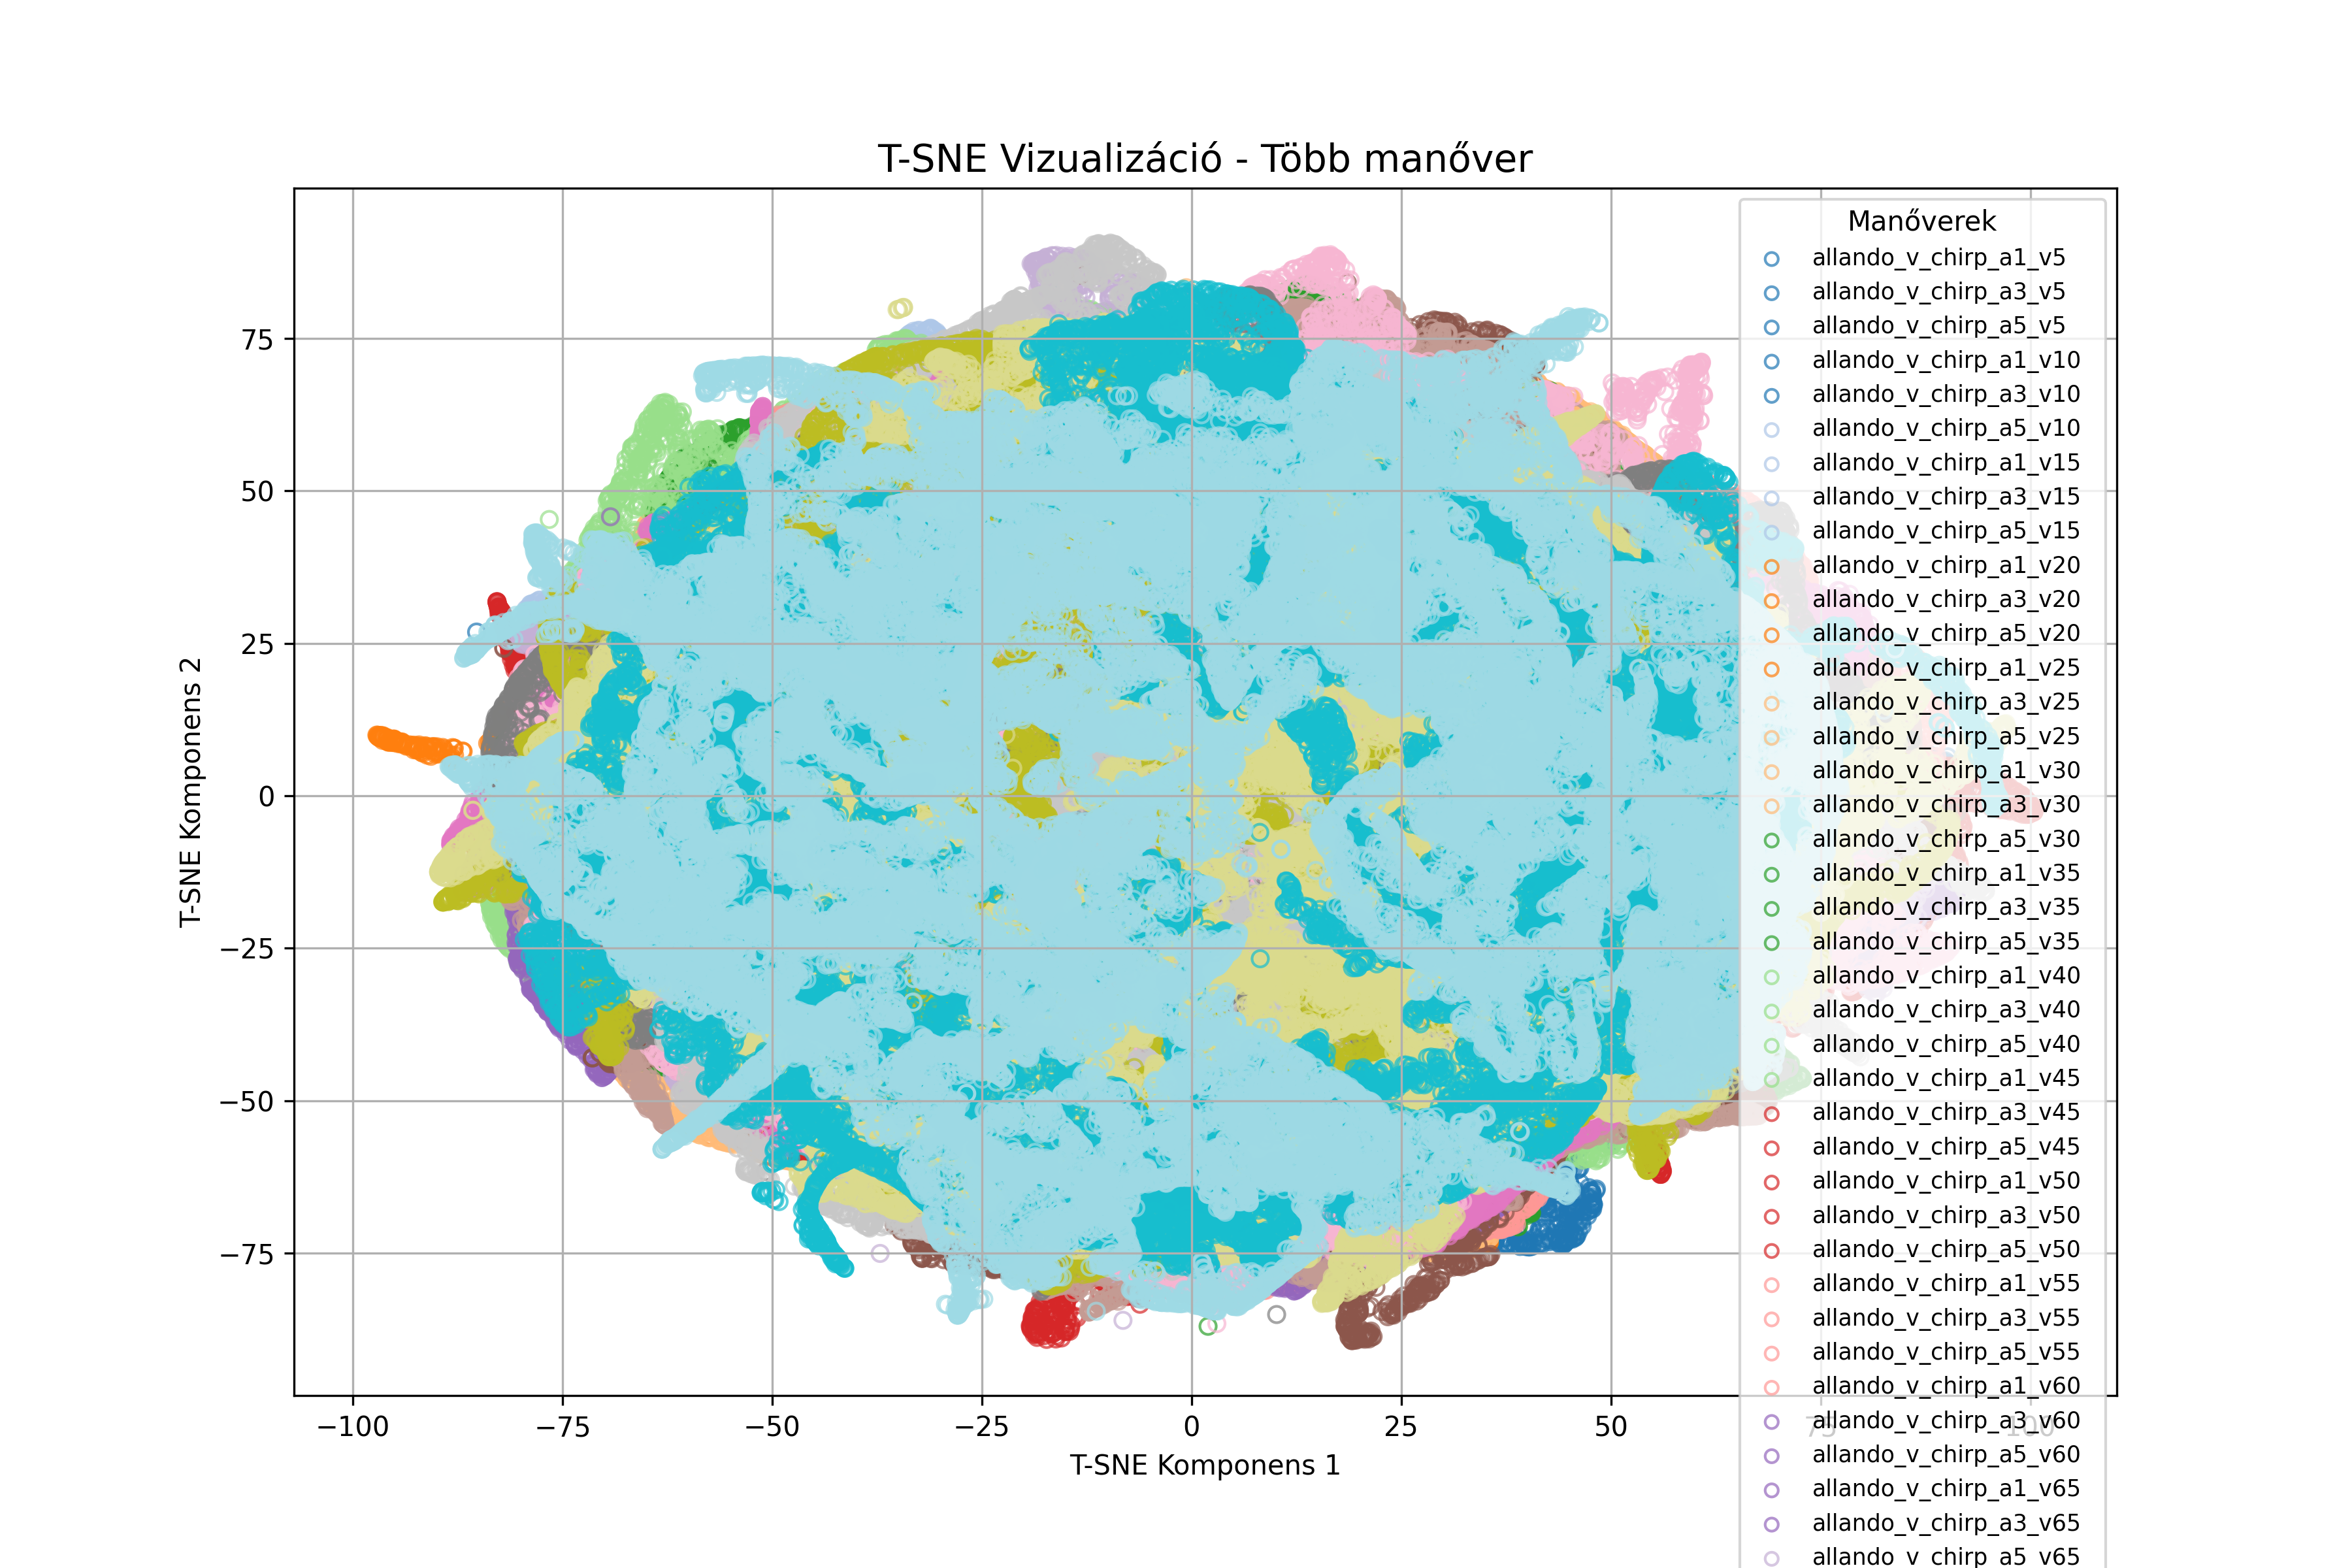 T-SNE Vizualizáció - Több manőver
Manőverek
allando_v_chirp_a1_v5
allando_v_chirp_a3_v5
allando_v_chirp_a5_v5
allando_v_chirp_a1_v10
allando_v_chirp_a3_v10
allando_v_chirp_a5_v10
allando_v_chirp_a1_v15
allando_v_chirp_a3_v15
allando_v_chirp_a5_v15
allando_v_chirp_a1_v20
allando_v_chirp_a3_v20
allando_v_chirp_a5_v20
allando_v_chirp_a1_v25
allando_v_chirp_a3_v25
allando_v_chirp_a5_v25
allando_v_chirp_a1_v30
allando_v_chirp_a3_v30
allando_v_chirp_a5_v30
allando_v_chirp_a1_v35
allando_v_chirp_a3_v35
allando_v_chirp_a5_v35
allando_v_chirp_a1_v40
allando_v_chirp_a3_v40
allando_v_chirp_a5_v40
allando_v_chirp_a1_v45
allando_v_chirp_a3_v45
allando_v_chirp_a5_v45
allando_v_chirp_a1_v50
allando_v_chirp_a3_v50
allando_v_chirp_a5_v50
allando_v_chirp_a1_v55
allando_v_chirp_a3_v55
allando_v_chirp_a5_v55
allando_v_chirp_a1_v60
allando_v_chirp_a3_v60
allando_v_chirp_a5_v60
allando_v_chirp_a1_v65
allando_v_chirp_a3_v65
allando_v_chirp_a5_v65
75
50
25
0
−25
−50
−75
T-SNE Komponens 2
−100 −75 −50 −25 0 25 50 75 100
T-SNE Komponens 1